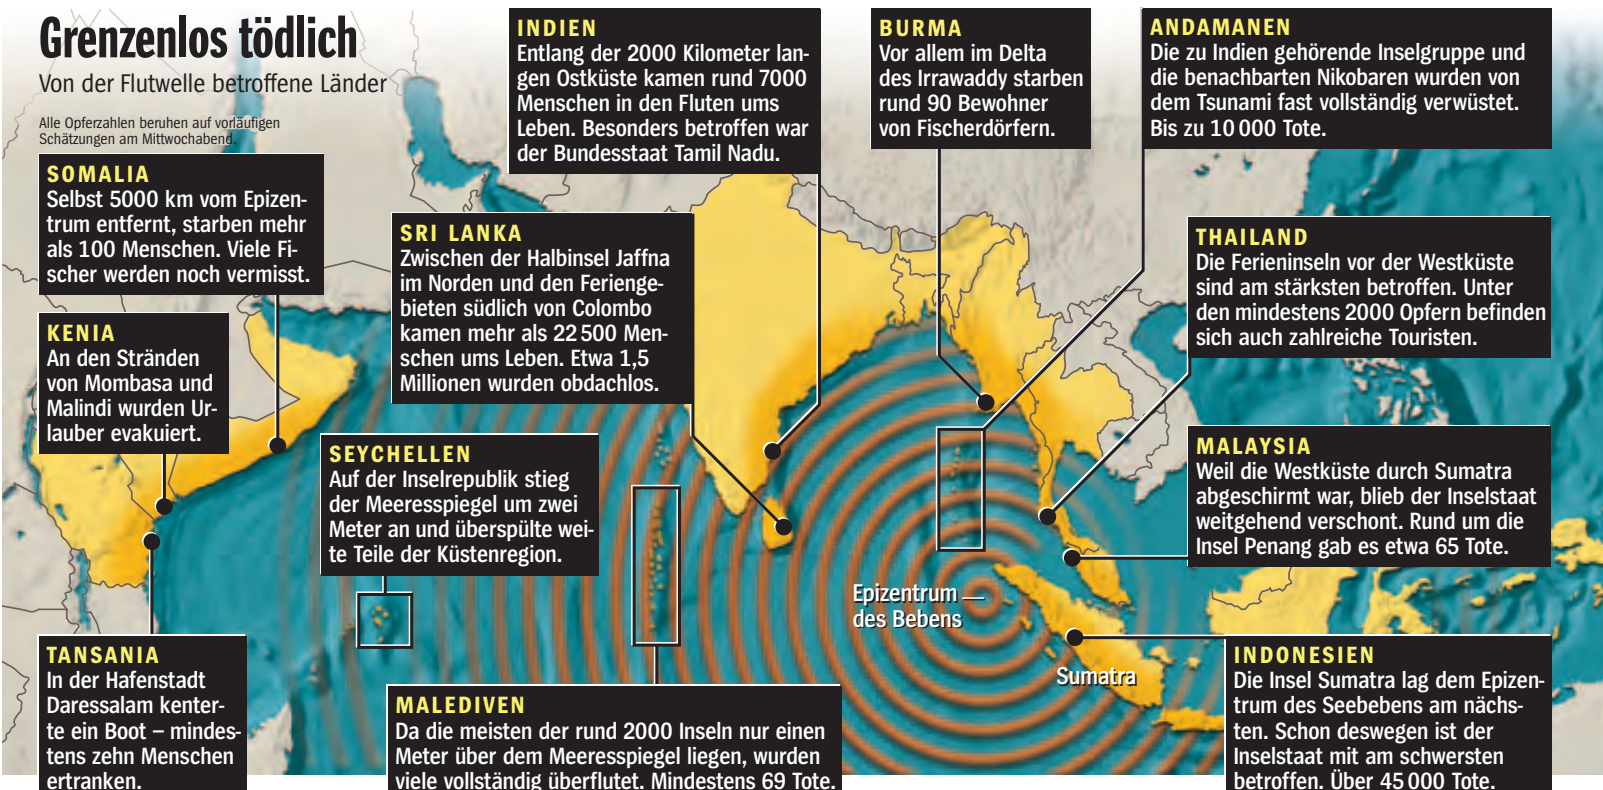 Grenzenlos tödlich
Von der Flutwelle betroffene Länder
Alle Opferzahlen beruhen auf vorläufigen
Schätzungen am Mittwochabend.
SOMALIA
Selbst 5000 km vom Epizen-
trum entfernt, starben mehr
als 100 Menschen. Viele Fi-
scher werden noch vermisst.
KENIA
An den Stränden
von Mombasa und
Malindi wurden Ur-
lauber evakuiert.
TANSANIA
In der Hafenstadt
Daressalam kenter-
te ein Boot – mindes-
tens zehn Menschen
ertranken.
INDIEN
Entlang der 2000 Kilometer lan-
gen Ostküste kamen rund 7000
Menschen in den Fluten ums
Leben. Besonders betroffen war
der Bundesstaat Tamil Nadu.
SRI LANKA
Zwischen der Halbinsel Jaffna
im Norden und den Ferienge-
bieten südlich von Colombo
kamen mehr als 22 500 Men-
schen ums Leben. Etwa 1,5
Millionen wurden obdachlos.
SEYCHELLEN
Auf der Inselrepublik stieg
der Meeresspiegel um zwei
Meter an und überspülte wei-
te Teile der Küstenregion.
MALEDIVEN
Da die meisten der rund 2000 Inseln nur einen
Meter über dem Meeresspiegel liegen, wurden
viele vollständig überflutet. Mindestens 69 Tote.
BURMA
Vor allem im Delta
des Irrawaddy starben
rund 90 Bewohner
von Fischerdörfern.
ANDAMANEN
Die zu Indien gehörende Inselgruppe und
die benachbarten Nikobaren wurden von
dem Tsunami fast vollständig verwüstet.
Bis zu 10 000 Tote.
THAILAND
Die Ferieninseln vor der Westküste
sind am stärksten betroffen. Unter
den mindestens 2000 Opfern befinden
sich auch zahlreiche Touristen.
MALAYSIA
Weil die Westküste durch Sumatra
abgeschirmt war, blieb der Inselstaat
weitgehend verschont. Rund um die
Insel Penang gab es etwa 65 Tote.
Epizentrum
des Bebens
Sumatra
INDONESIEN
Die Insel Sumatra lag dem Epizen-
trum des Seebebens am nächs-
ten. Schon deswegen ist der
Inselstaat mit am schwersten
betroffen. Über 45 000 Tote.